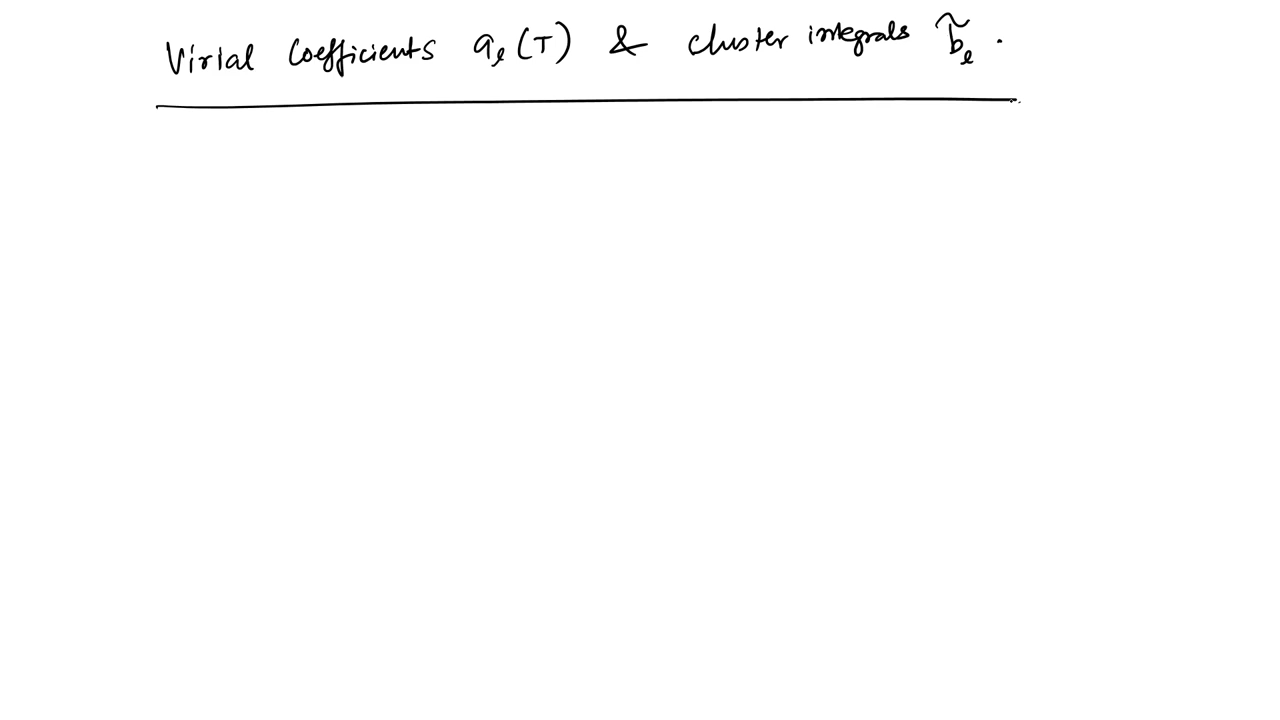 Virial Coefficients a_ℓ(T) & cluster integrals b̃_ℓ .